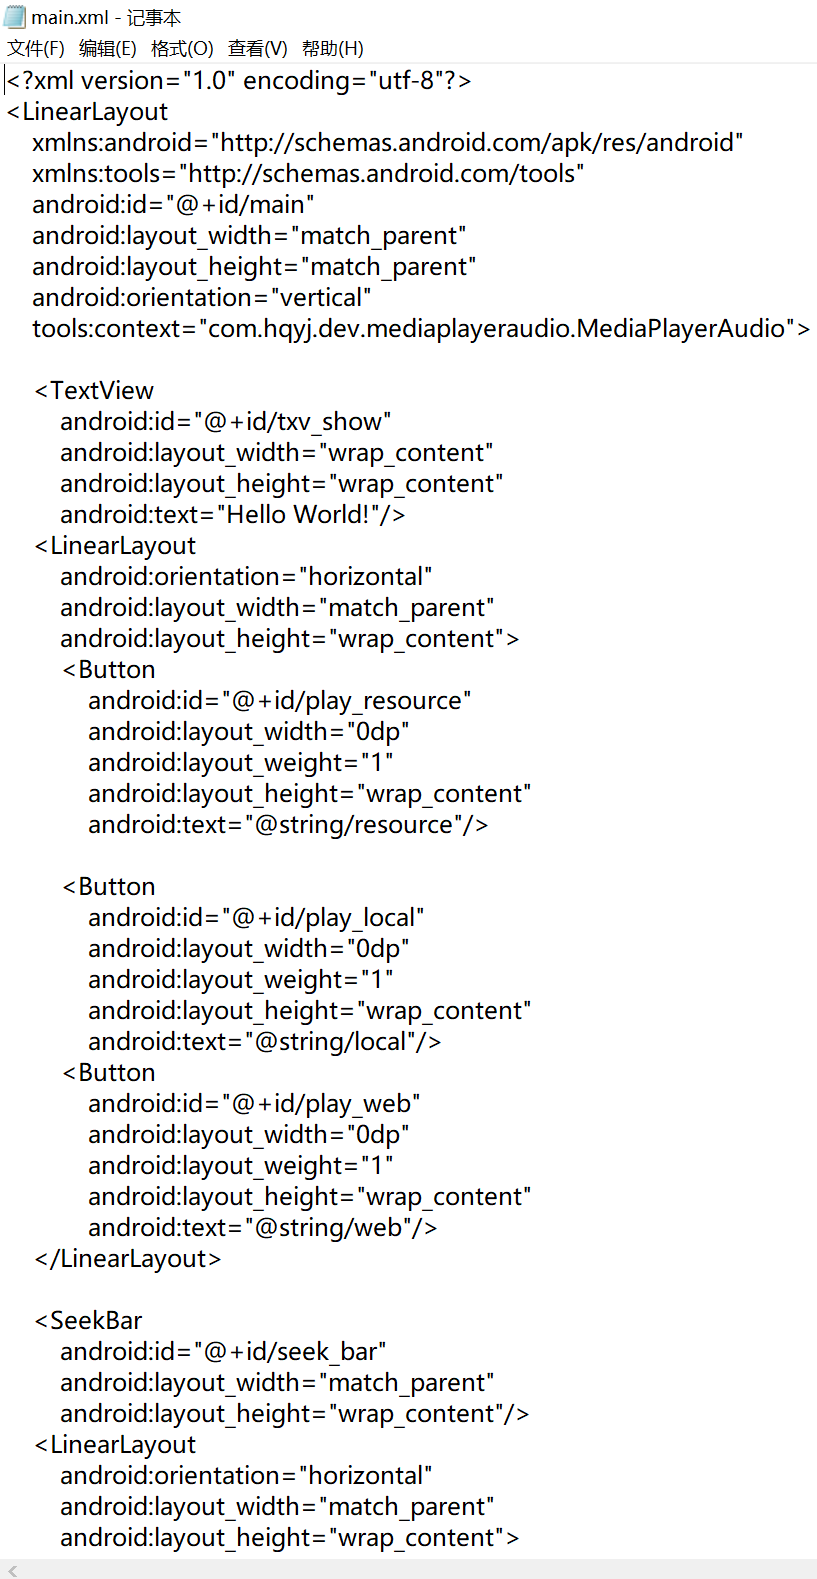 main.xml - 记事本
文件(F) 编辑(E) 格式(O) 查看(V) 帮助(H)
<?xml version="1.0" encoding="utf-8"?>
<LinearLayout
    xmlns:android="http://schemas.android.com/apk/res/android"
    xmlns:tools="http://schemas.android.com/tools"
    android:id="@+id/main"
    android:layout_width="match_parent"
    android:layout_height="match_parent"
    android:orientation="vertical"
    tools:context="com.hqyj.dev.mediaplayeraudio.MediaPlayerAudio">

    <TextView
        android:id="@+id/txv_show"
        android:layout_width="wrap_content"
        android:layout_height="wrap_content"
        android:text="Hello World!"/>
    <LinearLayout
        android:orientation="horizontal"
        android:layout_width="match_parent"
        android:layout_height="wrap_content">
        <Button
            android:id="@+id/play_resource"
            android:layout_width="0dp"
            android:layout_weight="1"
            android:layout_height="wrap_content"
            android:text="@string/resource"/>

        <Button
            android:id="@+id/play_local"
            android:layout_width="0dp"
            android:layout_weight="1"
            android:layout_height="wrap_content"
            android:text="@string/local"/>
        <Button
            android:id="@+id/play_web"
            android:layout_width="0dp"
            android:layout_weight="1"
            android:layout_height="wrap_content"
            android:text="@string/web"/>
    </LinearLayout>

    <SeekBar
        android:id="@+id/seek_bar"
        android:layout_width="match_parent"
        android:layout_height="wrap_content"/>
    <LinearLayout
        android:orientation="horizontal"
        android:layout_width="match_parent"
        android:layout_height="wrap_content">